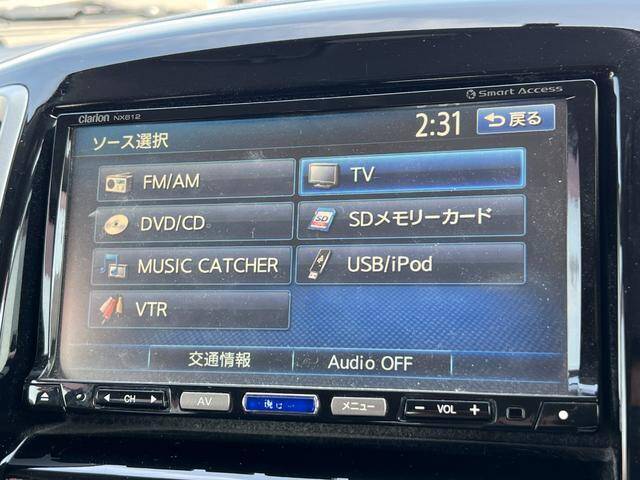 Smart Access
clarion NX612
ソース選択
2:31
戻る
FM/AM
TV
DVD/CD
SDメモリーカード
MUSIC CATCHER
USB/iPod
VTR
交通情報
Audio OFF
CH
AV
メニュー
− VOL +